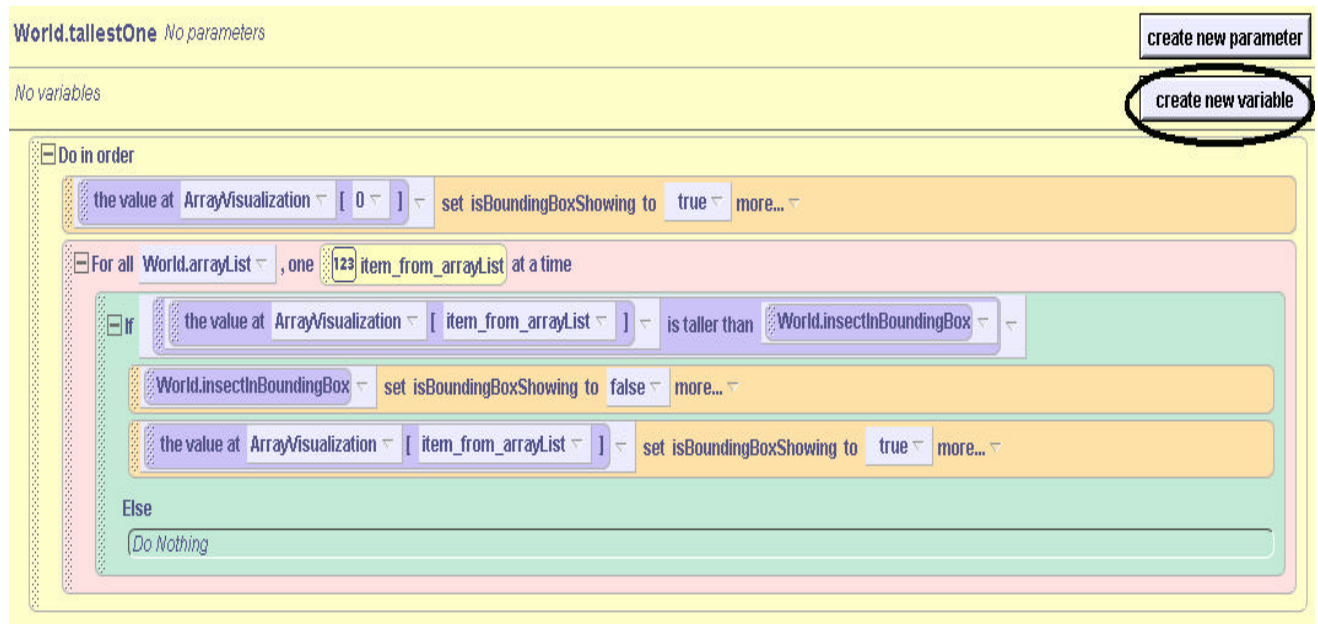 World.tallestOne No parameters create new parameter
No variables create new variable
Do in order
the value at ArrayVisualization [ 0 ] set isBoundingBoxShowing to true more...
For all World.arrayList , one 123 item_from_arrayList at a time
If the value at ArrayVisualization [ item_from_arrayList ] is taller than World.insectInBoundingBox
World.insectInBoundingBox set isBoundingBoxShowing to false more...
the value at ArrayVisualization [ item_from_arrayList ] set isBoundingBoxShowing to true more...
Else
Do Nothing